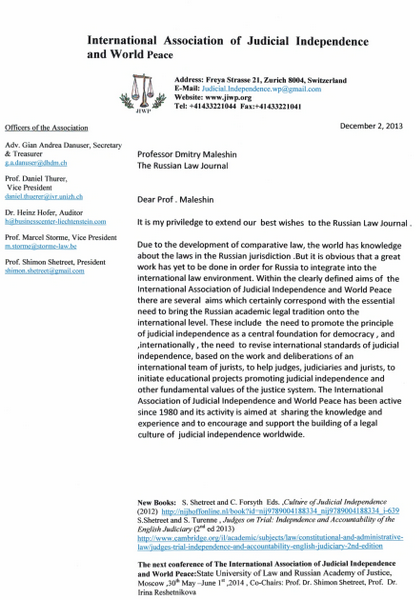 International Association of Judicial Independence
and World Peace
JIWP
Address: Freya Strasse 21, Zurich 8004, Switzerland
E-Mail: Judicial.Independence.wp@gmail.com
Website: www.jiwp.org
Tel: +41433221044 Fax:+43433221041
December 2, 2013
Officers of the Association
Adv. Gian Andrea Danuser, Secretary
& Treasurer
g.a.danuser@dhdm.ch
Prof. Daniel Thurer,
Vice President
daniel.thurer@ivr.unizh.ch
Dr. Heinz Hofer, Auditor
h@businesscenter-liechtenstein.com
Prof. Marcel Storme, Vice President
m.storme@storme-law.be
Prof. Shimon Shetreet, President
shimon.shetreet@gmail.com
Professor Dmitry Maleshin
The Russian Law Journal
Dear Prof . Maleshin
It is my priviledge to extend our best wishes to the Russian Law Journal .
Due to the development of comparative law, the world has knowledge
about the laws in the Russian jurisdiction .But it is obvious that a great
work has yet to be done in order for Russia to integrate into the
international law environment. Within the clearly defined aims of the
International Association of Judicial Independence and World Peace
there are several aims which certainly correspond with the essential
need to bring the Russian academic legal tradition onto the
international level. These include the need to promote the principle
of judicial independence as a central foundation for democracy , and
,internationally , the need to revise international standards of judicial
independence, based on the work and deliberations of an
international team of jurists, to help judges, judiciaries and jurists, to
initiate educational projects promoting judicial independence and
other fundamental values of the justice system. The International
Association of Judicial Independence and World Peace has been active
since 1980 and its activity is aimed at sharing the knowledge and
experience and to encourage and support the building of a legal
culture of judicial independence worldwide.
New Books: S. Shetreet and C. Forsyth Eds. ,Culture of Judicial Independence
(2012) http://nijhoffonline.nl/book?id=nij9789004188334_nij9789004188334_i-639
S.Shetreet and S. Turenne , Judges on Trial: Indepndence and Accountability of the
English Judiciary (2nd ed 2013)
http://www.cambridge.org/il/academic/subjects/law/constitutional-and-administrative-
law/judges-trial-independence-and-accountability-english-judiciary-2nd-edition
The next conference of The International Association of Judicial Independence
and World Peace:State University of Law and Russian Academy of Justice,
Moscow ,30th May –June 1st ,2014 , Co-Chairs: Prof. Dr. Shimon Shetreet, Prof. Dr.
Irina Reshetnikova